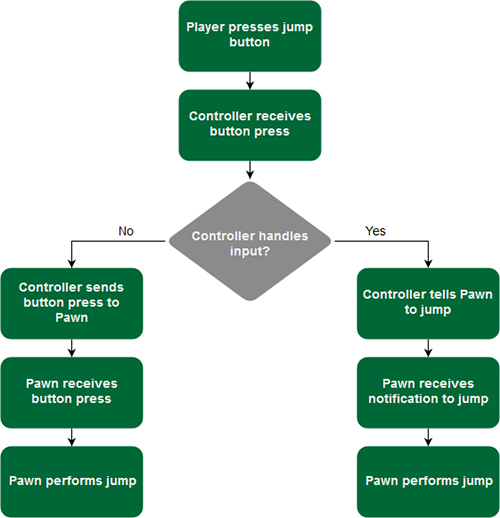 Player presses jump
button
Controller receives
button press
Controller handles
input?
No
Yes
Controller sends
button press to
Pawn
Controller tells Pawn
to jump
Pawn receives
button press
Pawn receives
notification to jump
Pawn performs jump
Pawn performs jump